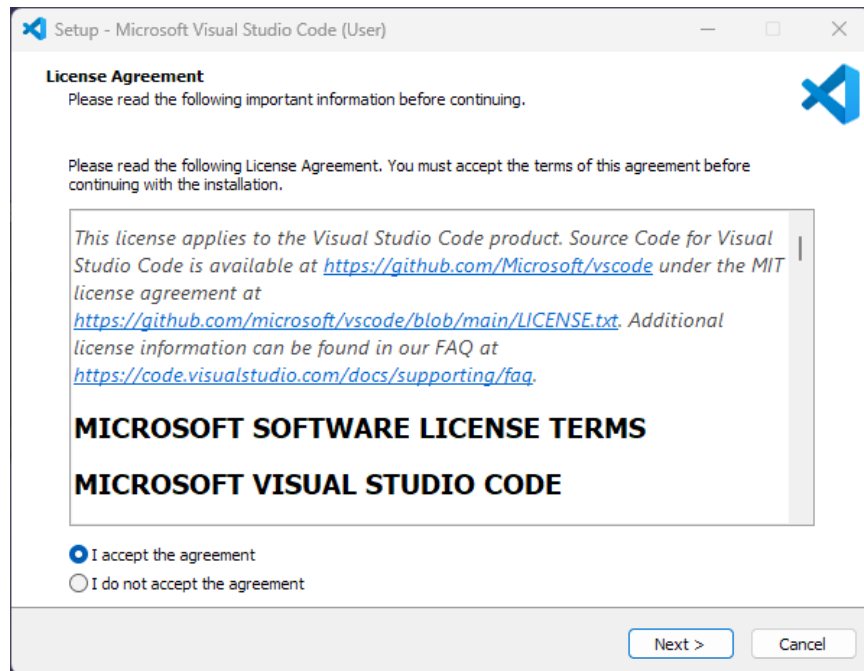 Setup - Microsoft Visual Studio Code (User)
License Agreement
Please read the following important information before continuing.
Please read the following License Agreement. You must accept the terms of this agreement before
continuing with the installation.
This license applies to the Visual Studio Code product. Source Code for Visual
Studio Code is available at https://github.com/Microsoft/vscode under the MIT
license agreement at
https://github.com/microsoft/vscode/blob/main/LICENSE.txt. Additional
license information can be found in our FAQ at
https://code.visualstudio.com/docs/supporting/faq.
MICROSOFT SOFTWARE LICENSE TERMS
MICROSOFT VISUAL STUDIO CODE
I accept the agreement
I do not accept the agreement
Next >
Cancel